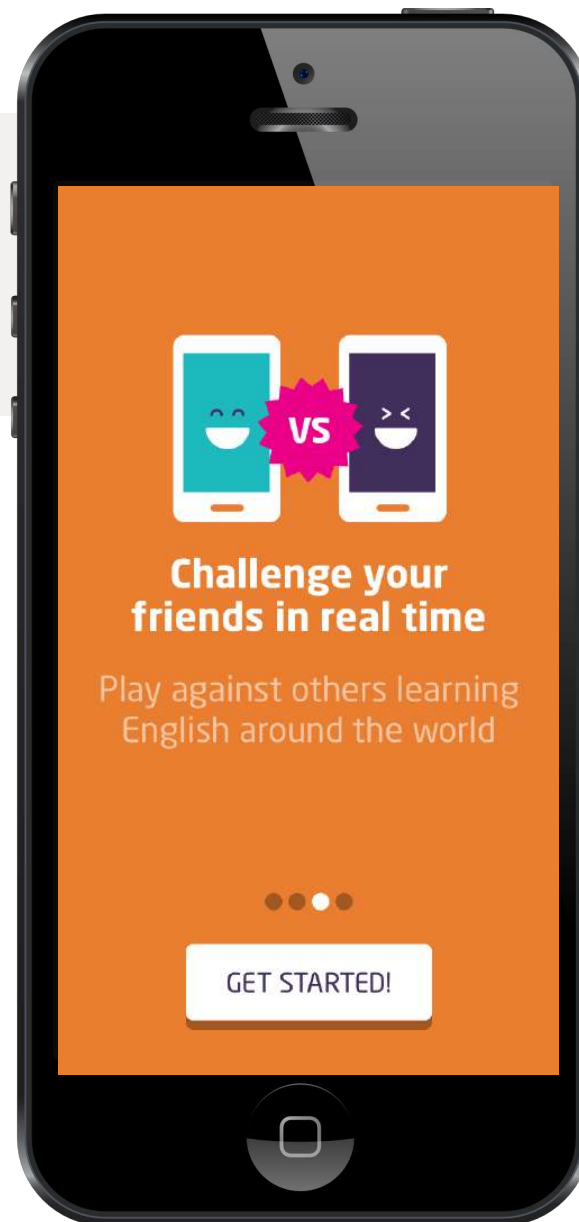 VS
Challenge your
friends in real time
Play against others learning
English around the world
GET STARTED!